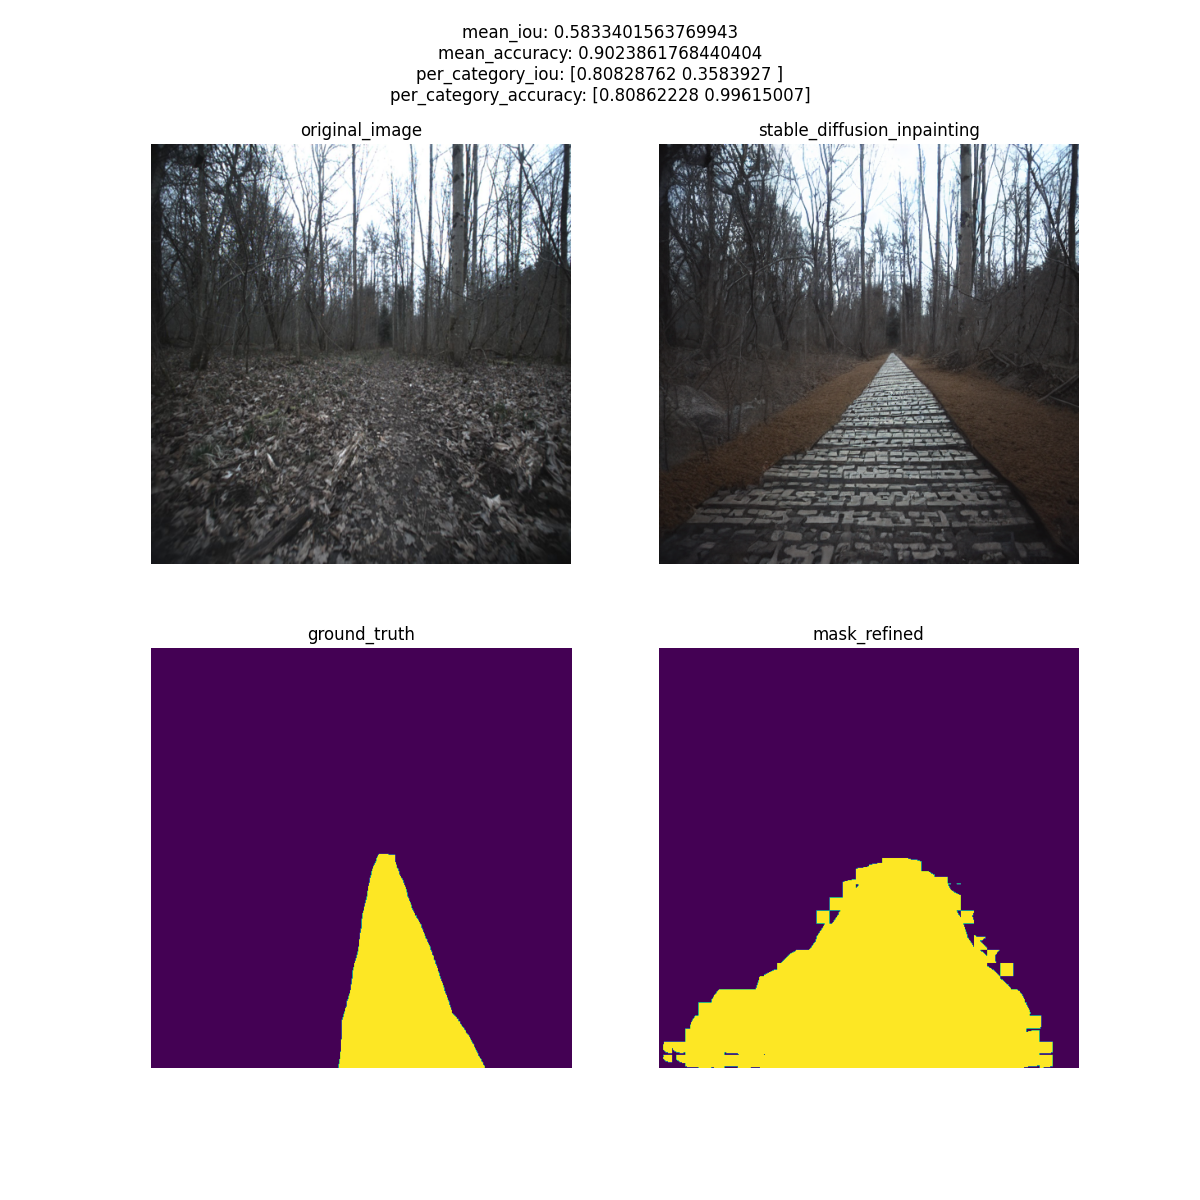 mean_iou: 0.5833401563769943
mean_accuracy: 0.9023861768440404
per_category_iou: [0.80828762 0.3583927 ]
per_category_accuracy: [0.80862228 0.99615007]
original_image
stable_diffusion_inpainting
ground_truth
mask_refined